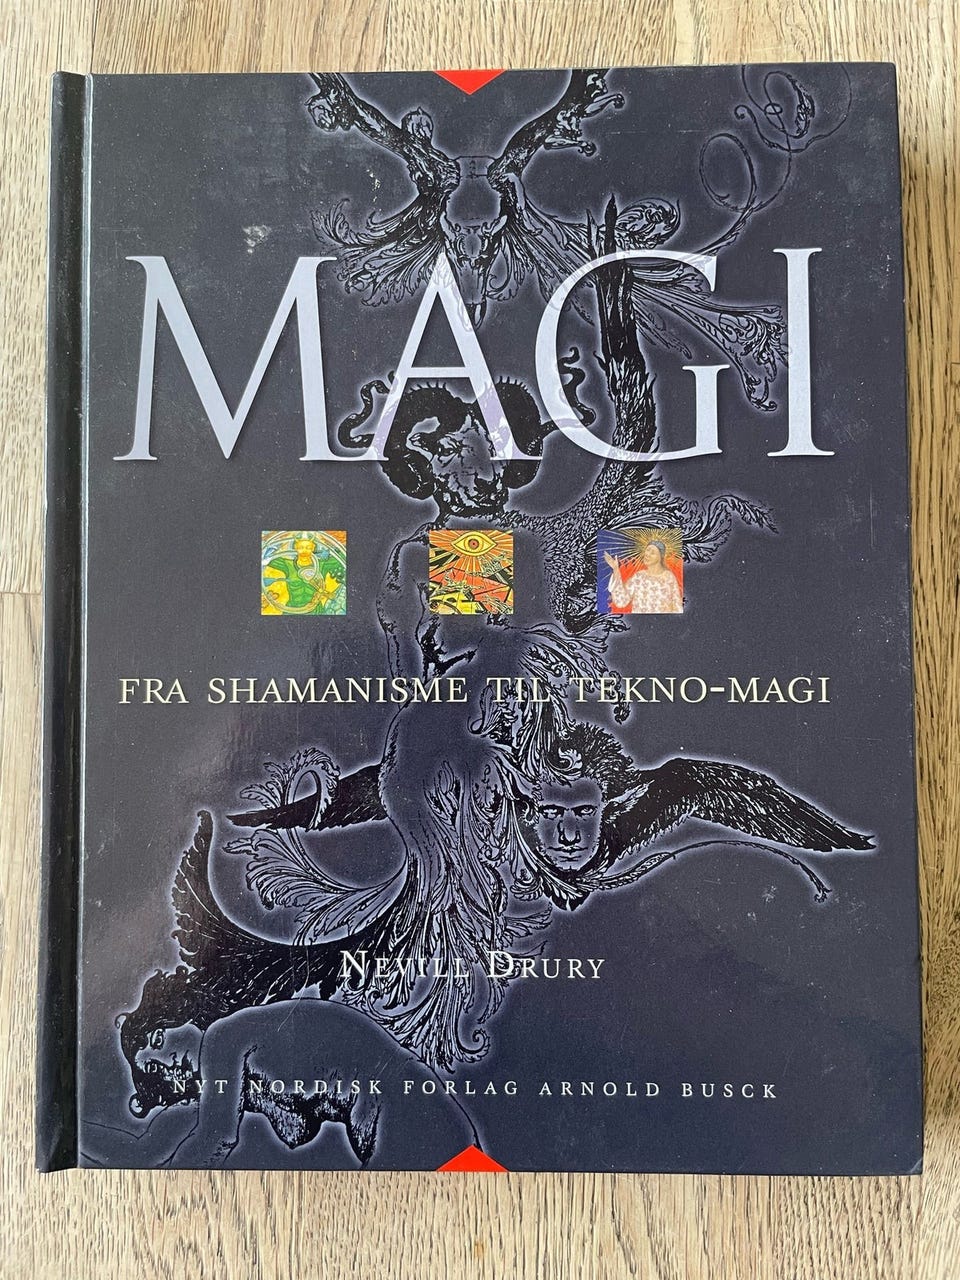 MAGI
FRA SHAMANISME TIL TEKNO-MAGI
NEVILL DRURY
NYT NORDISK FORLAG ARNOLD BUSCK